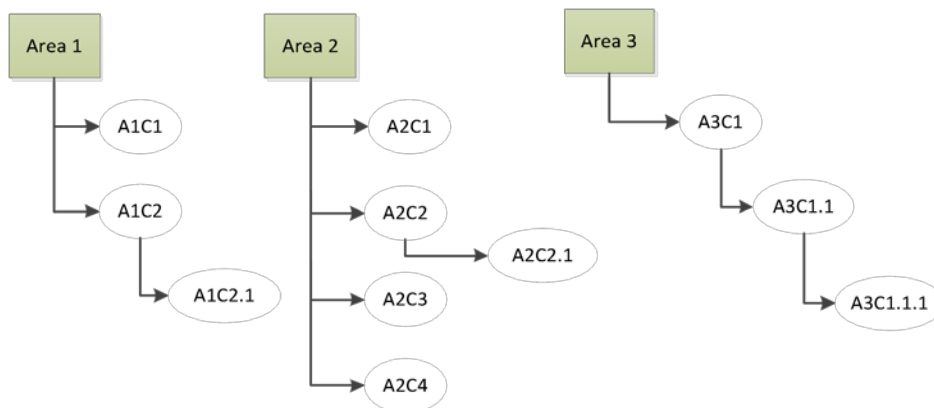 Area 1
A1C1
A1C2
A1C2.1
Area 2
A2C1
A2C2
A2C2.1
A2C3
A2C4
Area 3
A3C1
A3C1.1
A3C1.1.1